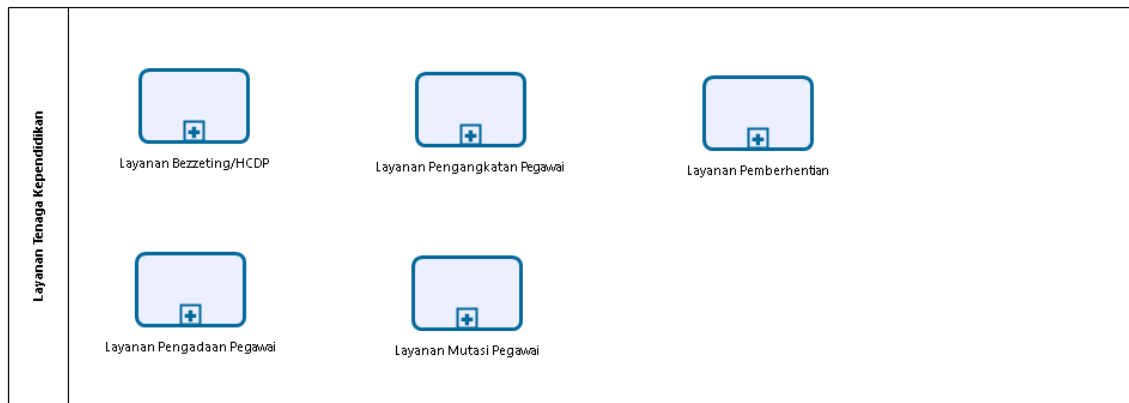 Layanan Tenaga Kependidikan
Layanan Bezzeting/HCDP
Layanan Pengangkatan Pegawai
Layanan Pemberhentian
Layanan Pengadaan Pegawai
Layanan Mutasi Pegawai